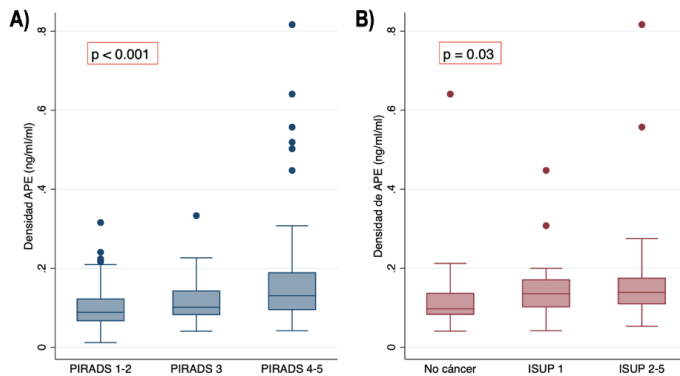 A)
p < 0.001
Densidad APE (ng/ml/ml)
.8
.6
.4
.2
0
PIRADS 1-2 PIRADS 3 PIRADS 4-5
B)
p = 0.03
Densidad de APE (ng/ml/ml)
.8
.6
.4
.2
0
No cáncer ISUP 1 ISUP 2-5